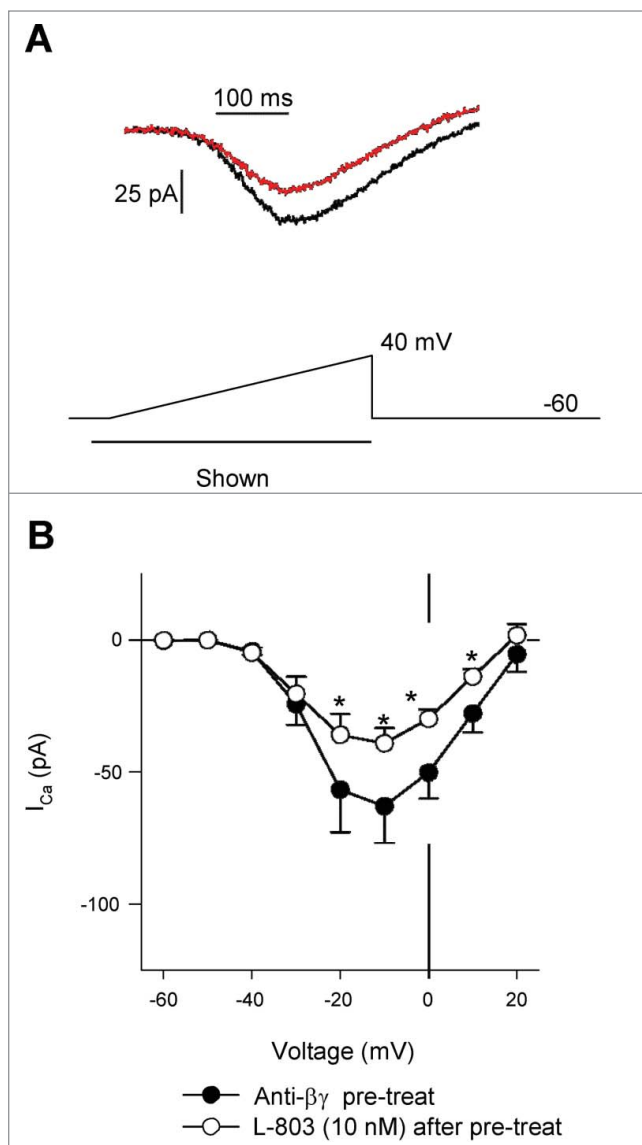 A
100 ms
25 pA
40 mV
-60
Shown
B
0
-50
-100
I_Ca (pA)
* * * *
-60 -40 -20 0 20
Voltage (mV)
Anti-βγ pre-treat
L-803 (10 nM) after pre-treat